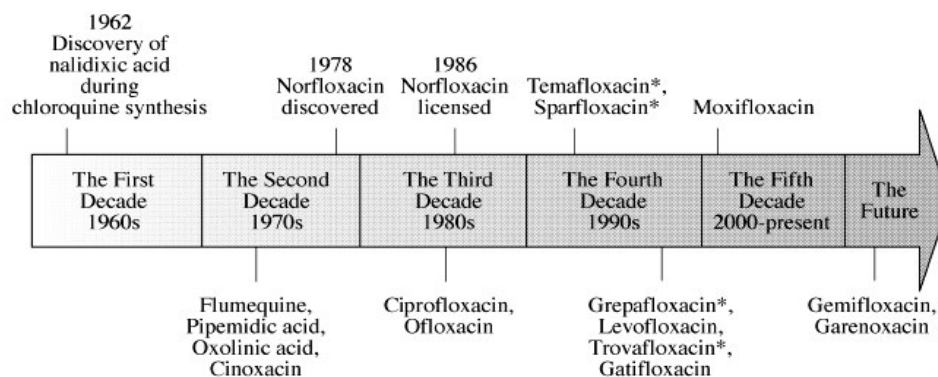 1962
Discovery of
nalidixic acid
during
chloroquine synthesis
1978
Norfloxacin
discovered
1986
Norfloxacin
licensed
Temafloxacin*,
Sparfloxacin*
Moxifloxacin
The First
Decade
1960s
The Second
Decade
1970s
The Third
Decade
1980s
The Fourth
Decade
1990s
The Fifth
Decade
2000-present
The
Future
Flumequine,
Pipemidic acid,
Oxolinic acid,
Cinoxacin
Ciprofloxacin,
Ofloxacin
Grepafloxacin*,
Levofloxacin,
Trovafloxacin*,
Gatifloxacin
Gemifloxacin,
Garenoxacin